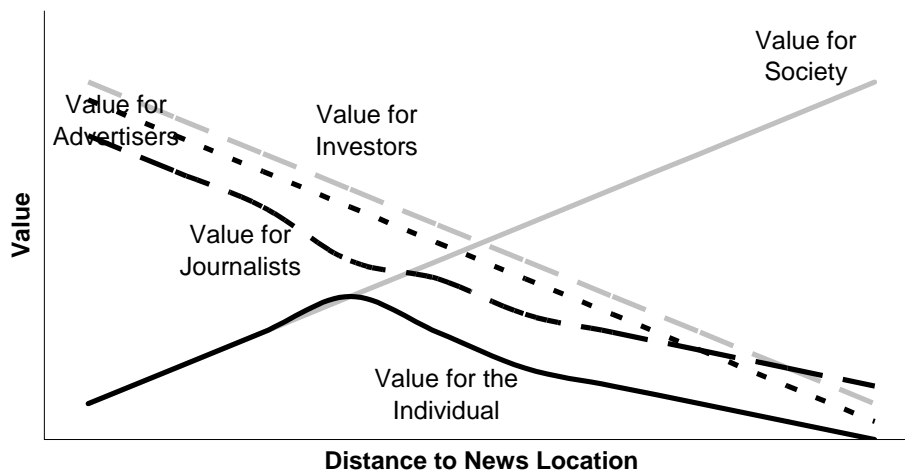 Value for
Society
Value for
Advertisers
Value for
Investors
Value for
Journalists
Value for the
Individual
Value
Distance to News Location